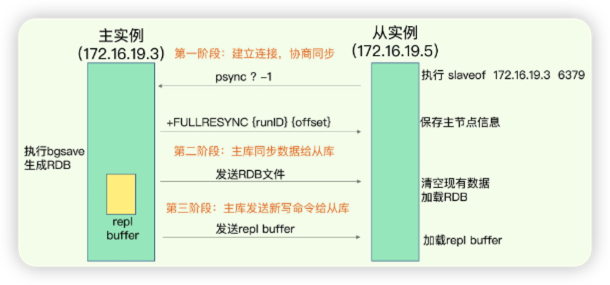 主实例
(172.16.19.3)
从实例
(172.16.19.5)
第一阶段：建立连接，协商同步
psync ? -1
执行 slaveof 172.16.19.3 6379
+FULLRESYNC {runID} {offset}
保存主节点信息
执行bgsave
生成RDB
第二阶段：主库同步数据给从库
发送RDB文件
清空现有数据
加载RDB
第三阶段：主库发送新写命令给从库
repl
buffer
发送repl buffer
加载repl buffer